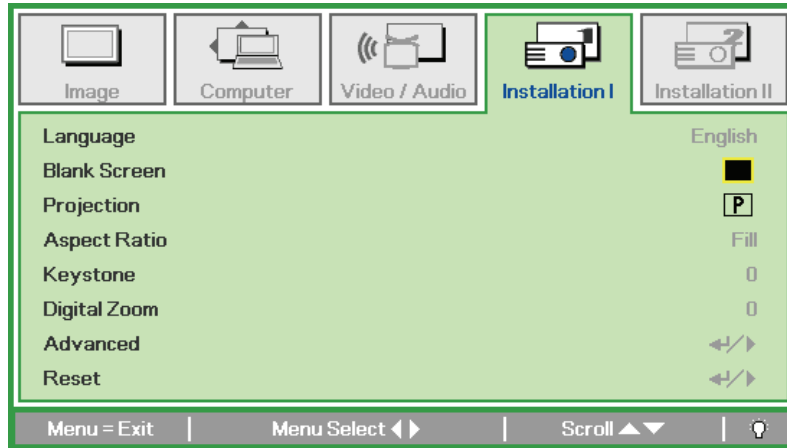 Image Computer Video / Audio Installation I Installation II
Language English
Blank Screen
Projection P
Aspect Ratio Fill
Keystone 0
Digital Zoom 0
Advanced ↵/▶
Reset ↵/▶
Menu = Exit | Menu Select ◀▶ | Scroll ▲▼ |